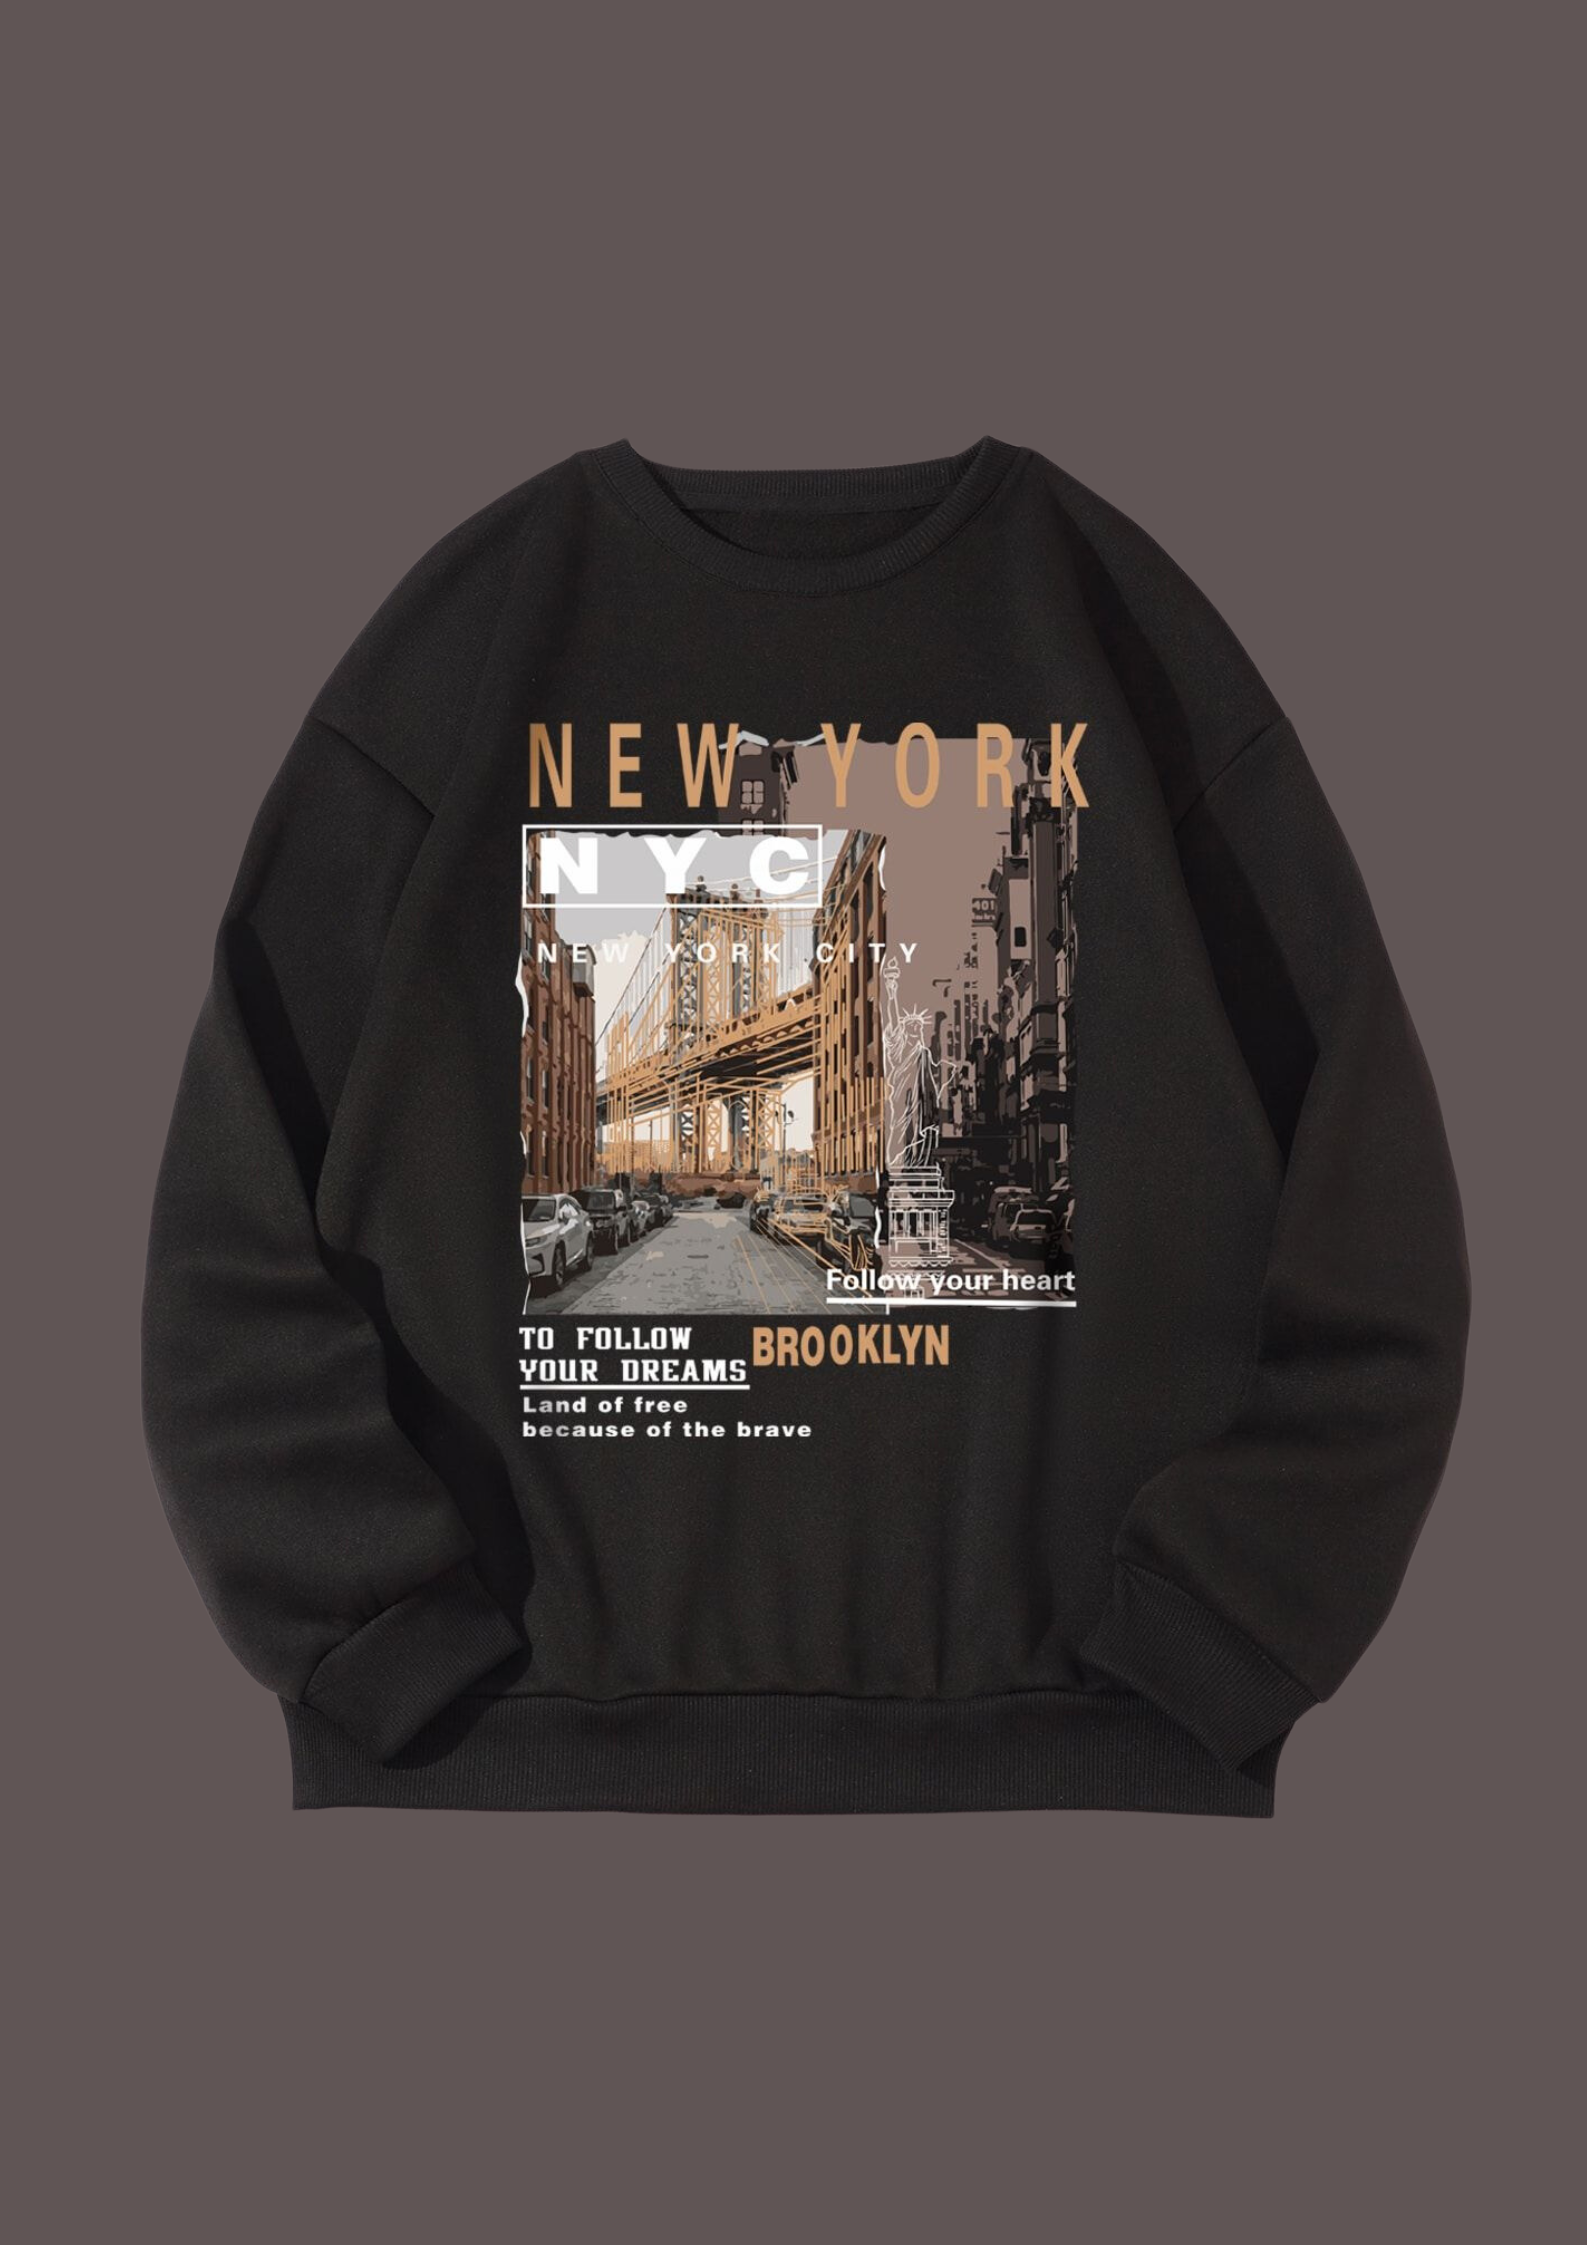 NEW YORK
NYC
NEW YORK CITY
401
Follow your heart
TO FOLLOW
YOUR DREAMS
BROOKLYN
Land of free
because of the brave